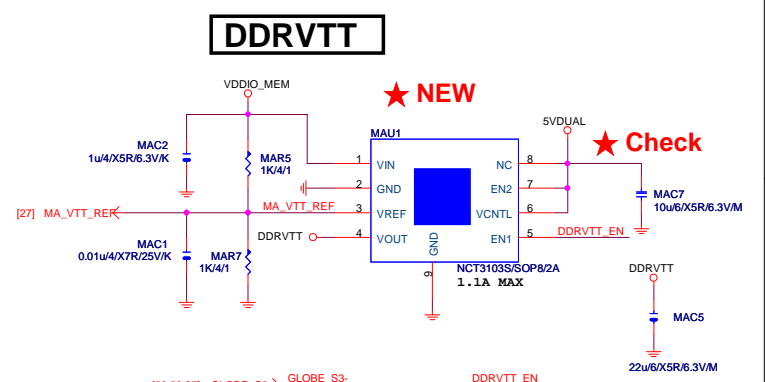 DDRVTT
VDDIO_MEM
★ NEW
5VDUAL
★ Check
MAU1
MAC2
1u/4/X5R/6.3V/K
MAR5
1K/4/1
1 VIN
NC 8
2 GND
EN2 7
MAC7
10u/6/X5R/6.3V/M
[27] MA_VTT_REF
MA_VTT_REF
3 VREF
VCNTL 6
DDRVTT
4 VOUT
EN1 5
DDRVTT_EN
GND
9
MAC1
0.01u/4/X7R/25V/K
MAR7
1K/4/1
NCT3103S/SOP8/2A
1.1A MAX
DDRVTT
MAC5
22u/6/X5R/6.3V/M
GLOBE_S3-
DDRVTT_EN